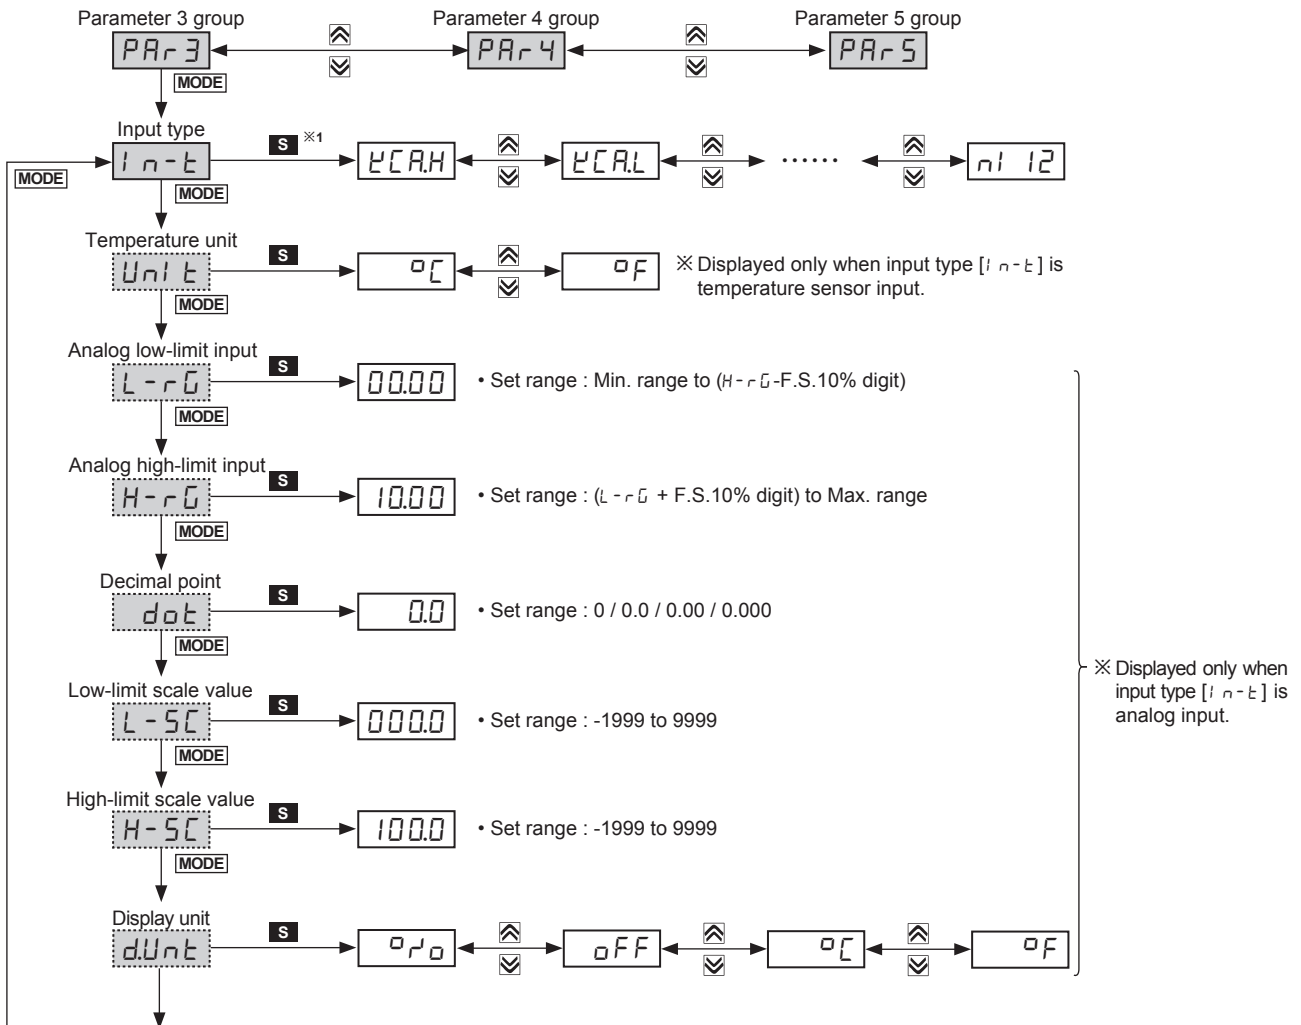 Parameter 3 group Parameter 4 group Parameter 5 group
PAr3 PAr4 PAr5
MODE
Input type
In-t S ※1 KCA.H KCA.L ...... nI 12
MODE
MODE
Temperature unit
UnIt S °C °F ※ Displayed only when input type [In-t] is
temperature sensor input.
MODE
Analog low-limit input
L-rG S 00.00 • Set range : Min. range to (H-rG-F.S.10% digit)
MODE
Analog high-limit input
H-rG S 10.00 • Set range : (L-rG + F.S.10% digit) to Max. range
MODE
Decimal point
dot S 0.0 • Set range : 0 / 0.0 / 0.00 / 0.000
MODE
※ Displayed only when
input type [In-t] is
analog input.
Low-limit scale value
L-SC S 000.0 • Set range : -1999 to 9999
MODE
High-limit scale value
H-SC S 100.0 • Set range : -1999 to 9999
MODE
Display unit
d.Unt S º/o oFF °C °F